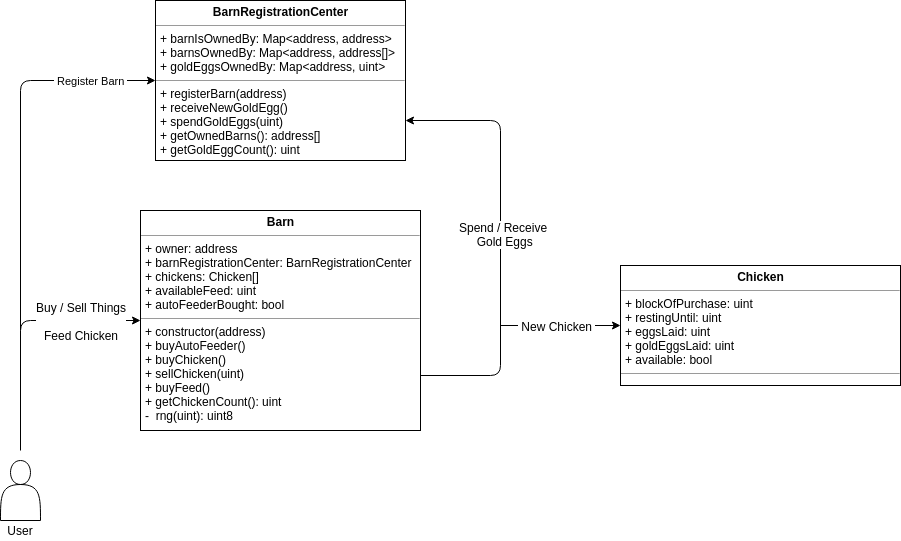 BarnRegistrationCenter
+ barnIsOwnedBy: Map<address, address>
+ barnsOwnedBy: Map<address, address[]>
+ goldEggsOwnedBy: Map<address, uint>
+ registerBarn(address)
+ receiveNewGoldEgg()
+ spendGoldEggs(uint)
+ getOwnedBarns(): address[]
+ getGoldEggCount(): uint
Register Barn
Barn
+ owner: address
+ barnRegistrationCenter: BarnRegistrationCenter
+ chickens: Chicken[]
+ availableFeed: uint
+ autoFeederBought: bool
+ constructor(address)
+ buyAutoFeeder()
+ buyChicken()
+ sellChicken(uint)
+ buyFeed()
+ getChickenCount(): uint
- rng(uint): uint8
Buy / Sell Things
Feed Chicken
Spend / Receive
Gold Eggs
New Chicken
Chicken
+ blockOfPurchase: uint
+ restingUntil: uint
+ eggsLaid: uint
+ goldEggsLaid: uint
+ available: bool
User